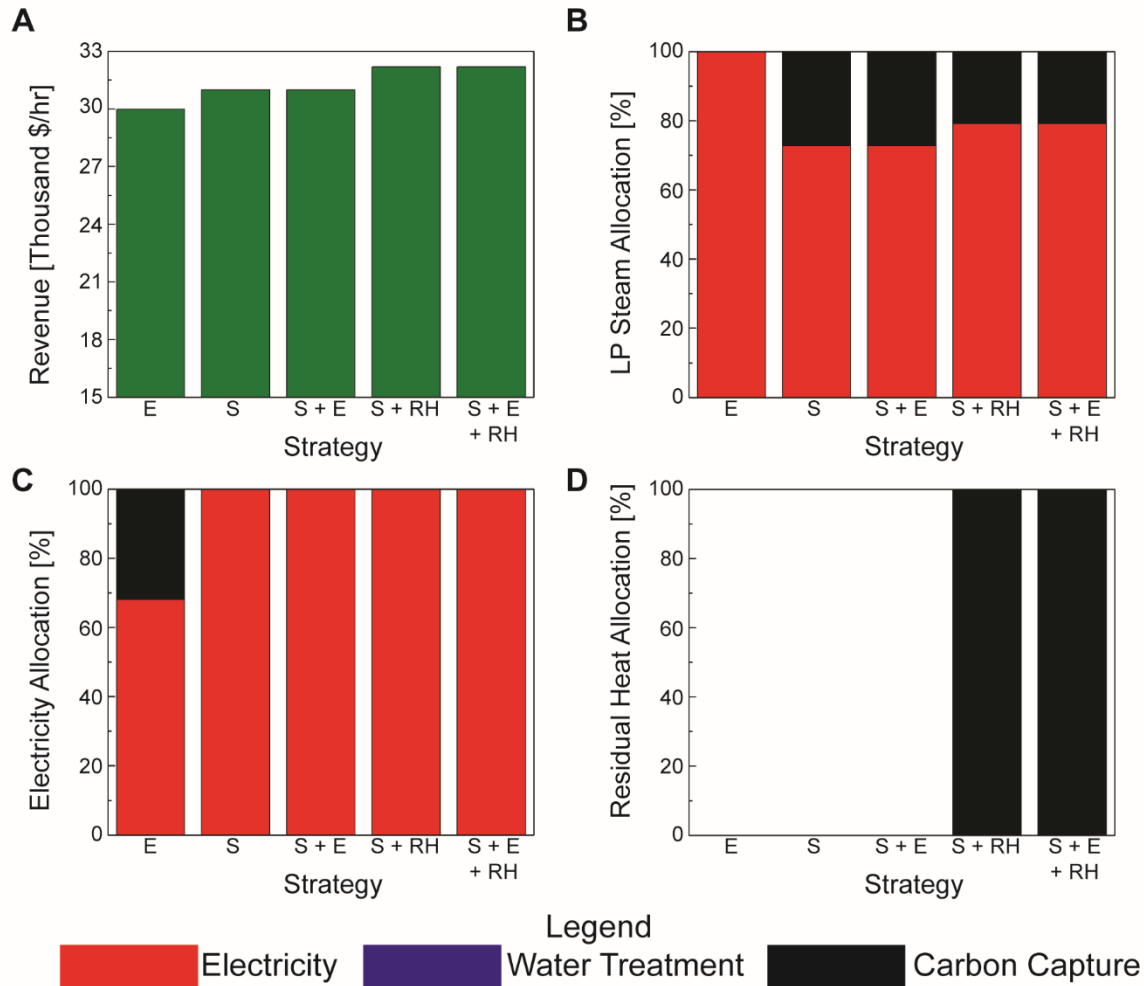 A
Revenue [Thousand $/hr]
33
30
27
24
21
18
15
E
S
S + E
S + RH
S + E
+ RH
Strategy
B
LP Steam Allocation [%]
100
80
60
40
20
0
E
S
S + E
S + RH
S + E
+ RH
Strategy
C
Electricity Allocation [%]
100
80
60
40
20
0
E
S
S + E
S + RH
S + E
+ RH
Strategy
D
Residual Heat Allocation [%]
100
80
60
40
20
0
E
S
S + E
S + RH
S + E
+ RH
Strategy
Legend
Electricity
Water Treatment
Carbon Capture